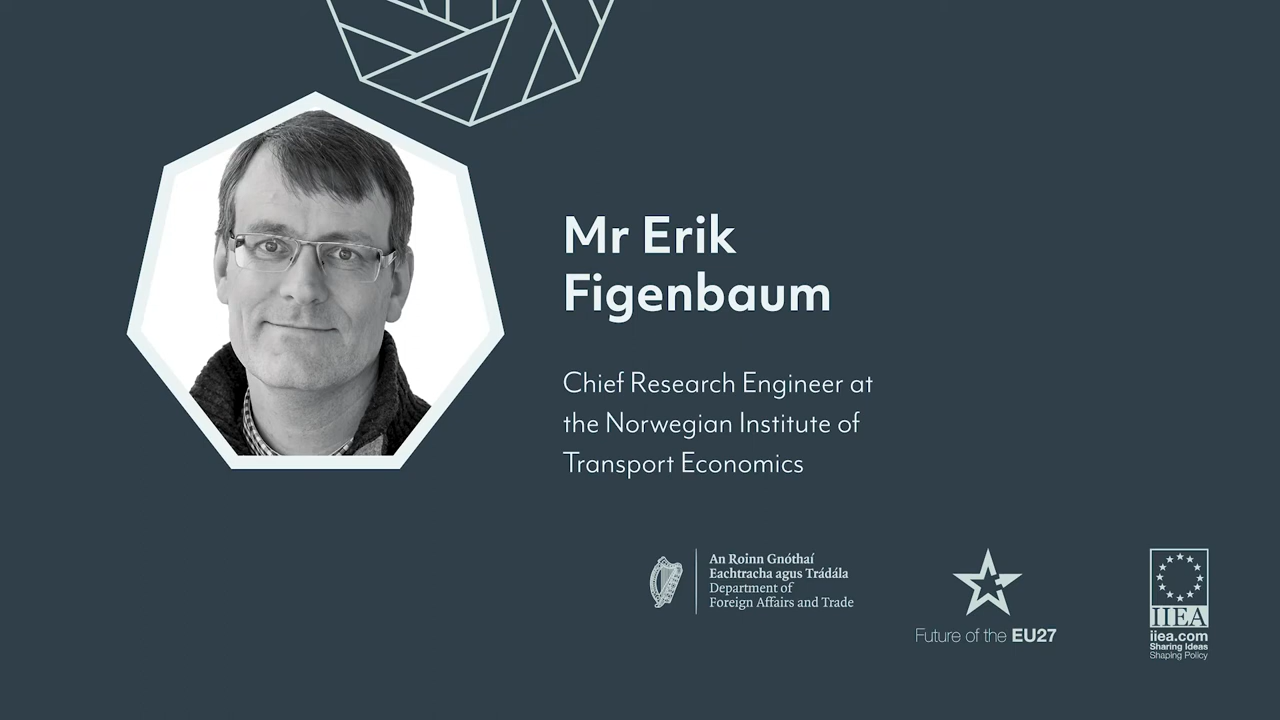 Mr Erik
Figenbaum
Chief Research Engineer at
the Norwegian Institute of
Transport Economics
An Roinn Gnóthaí
Eachtracha agus Trádála
Department of
Foreign Affairs and Trade
Future of the EU27
IIEA
iiea.com
Sharing Ideas
Shaping Policy